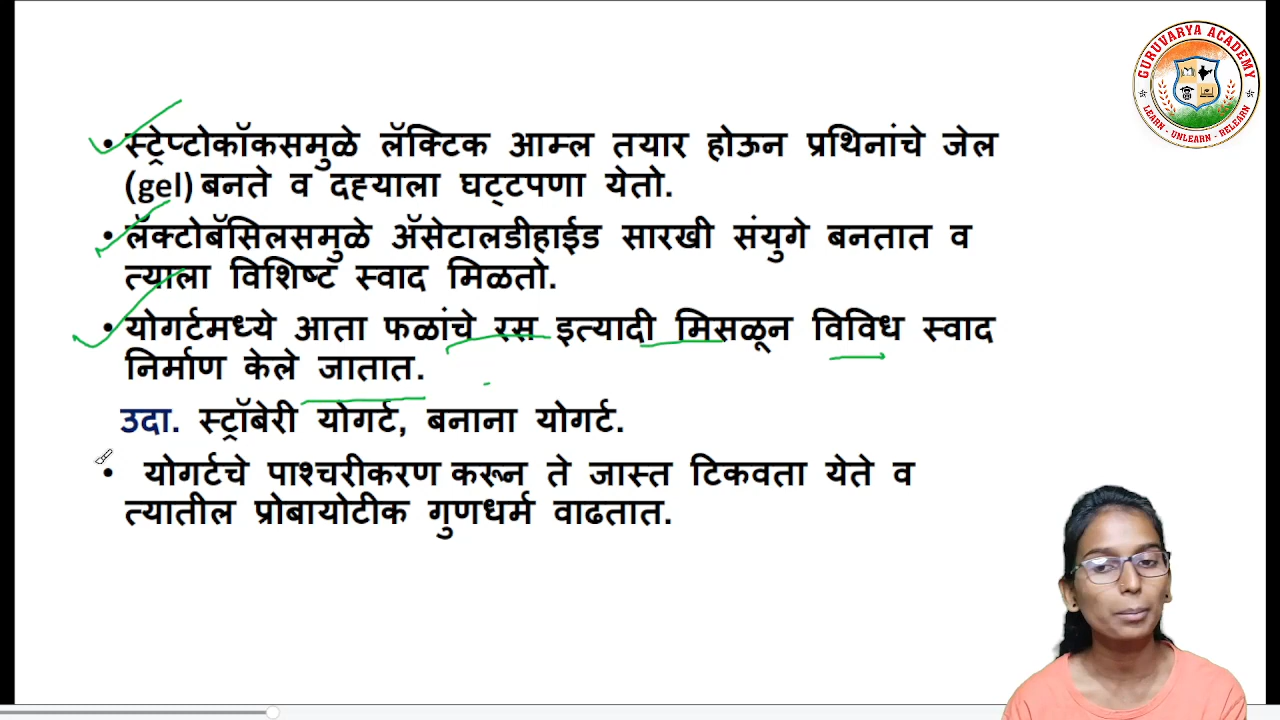 GURUVARYA ACADEMY
LEARN - UNLEARN - RELEARN
• स्ट्रेप्टोकॉकसमुळे लॅक्टिक आम्ल तयार होऊन प्रथिनांचे जेल
(gel) बनते व दह्याला घट्टपणा येतो.
• लॅक्टोबॅसिलसमुळे ॲसेटालडीहाईड सारखी संयुगे बनतात व
त्याला विशिष्ट स्वाद मिळतो.
• योगर्टमध्ये आता फळांचे रस इत्यादी मिसळून विविध स्वाद
निर्माण केले जातात.
उदा. स्ट्रॉबेरी योगर्ट, बनाना योगर्ट.
• योगर्टचे पाश्चरीकरण करून ते जास्त टिकवता येते व
त्यातील प्रोबायोटीक गुणधर्म वाढतात.